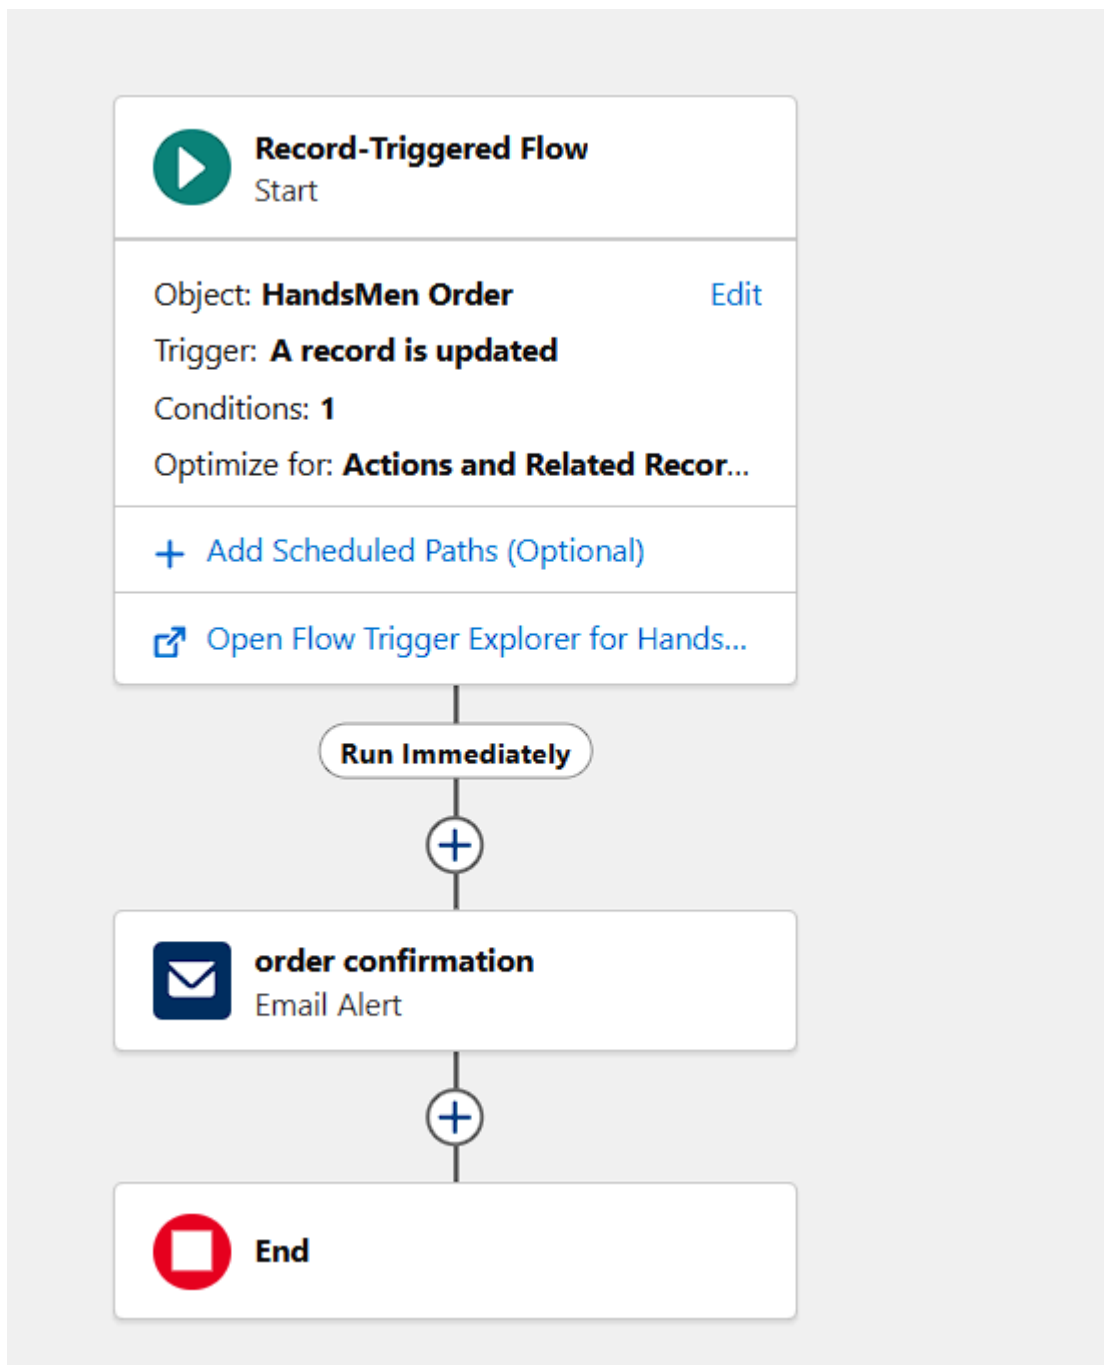 Record-Triggered Flow
Start
Object: HandsMen Order Edit
Trigger: A record is updated
Conditions: 1
Optimize for: Actions and Related Recor...
Add Scheduled Paths (Optional)
Open Flow Trigger Explorer for Hands...
Run Immediately
order confirmation
Email Alert
End